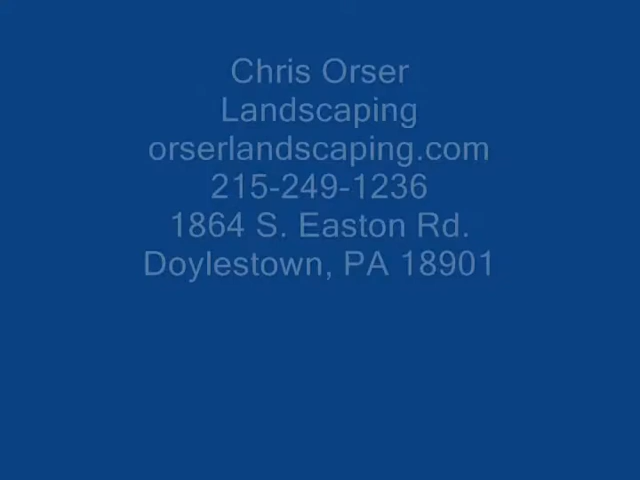 Chris Orser
Landscaping
orserlandscaping.com
215-249-1236
1864 S. Easton Rd.
Doylestown, PA 18901